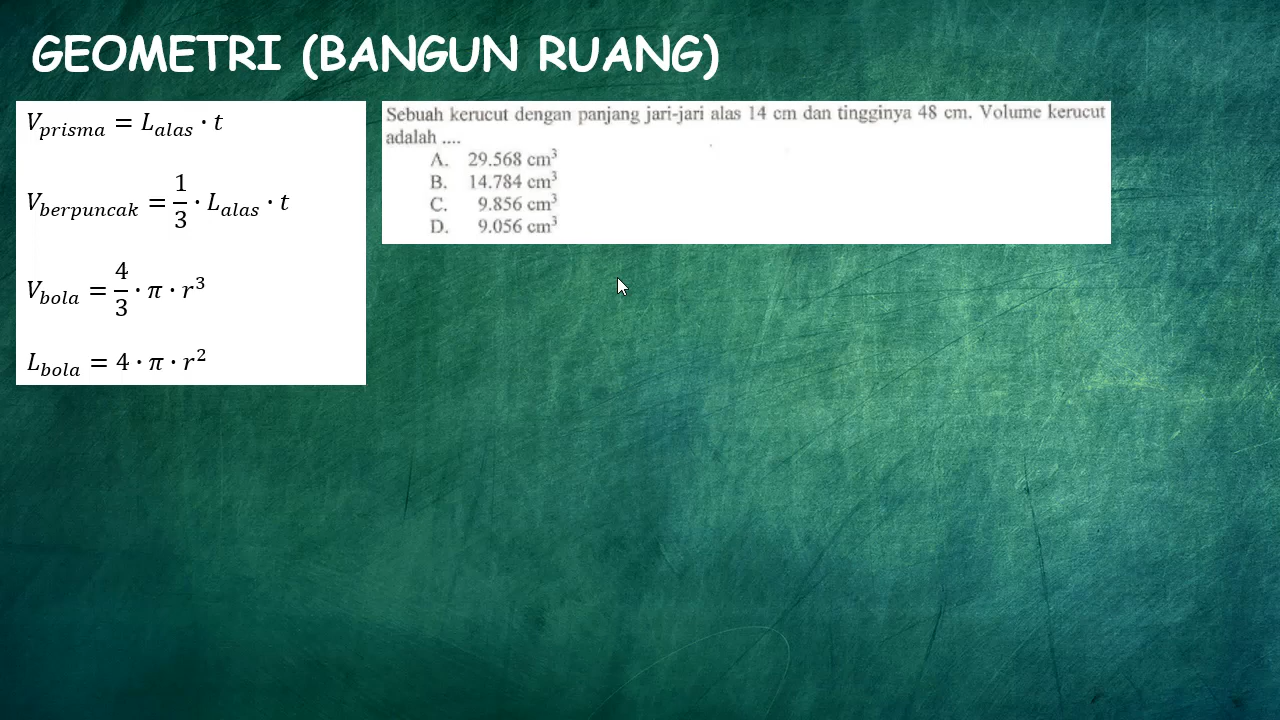 GEOMETRI (BANGUN RUANG)
V_prisma = L_alas · t
V_berpuncak = 1/3 · L_alas · t
V_bola = 4/3 · π · r³
L_bola = 4 · π · r²
Sebuah kerucut dengan panjang jari-jari alas 14 cm dan tingginya 48 cm. Volume kerucut
adalah ....
A. 29.568 cm³
B. 14.784 cm³
C. 9.856 cm³
D. 9.056 cm³